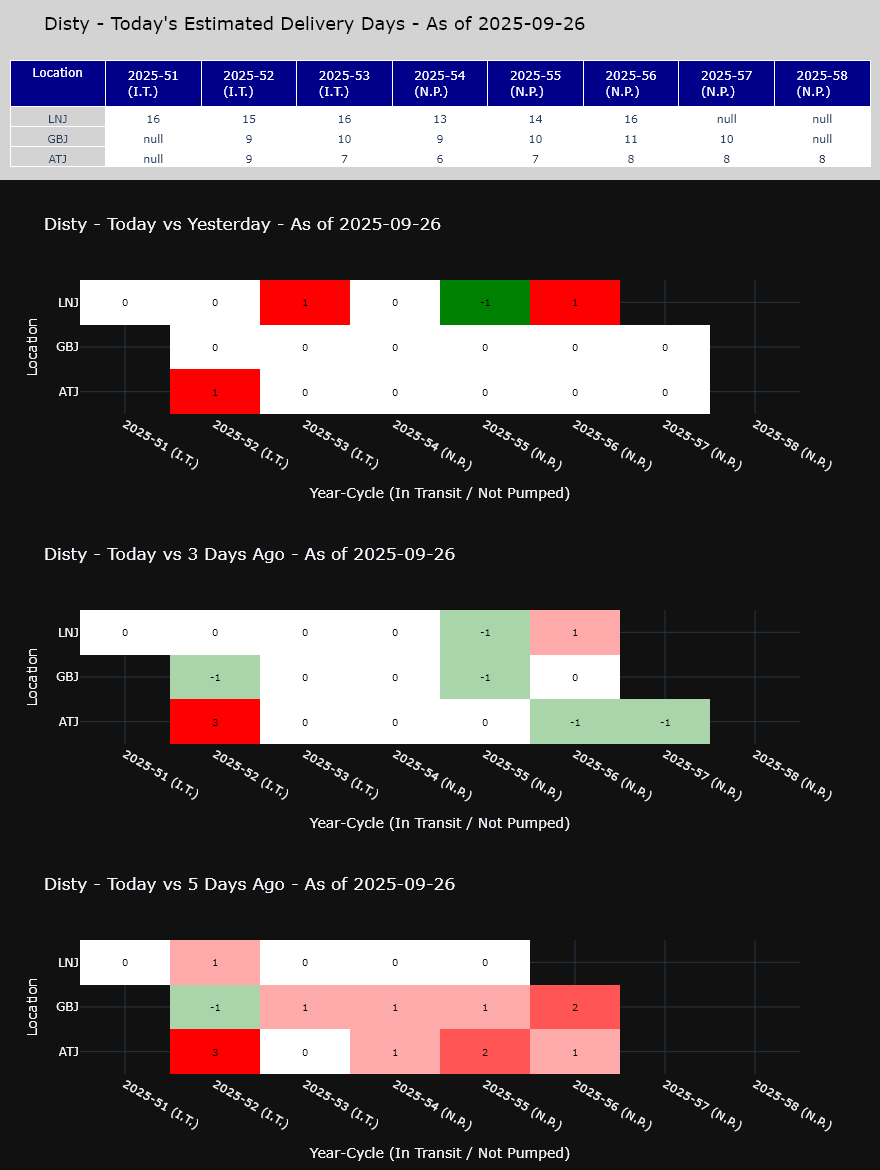 Disty - Today's Estimated Delivery Days - As of 2025-09-26
Location 2025-51 (I.T.) 2025-52 (I.T.) 2025-53 (I.T.) 2025-54 (N.P.) 2025-55 (N.P.) 2025-56 (N.P.) 2025-57 (N.P.) 2025-58 (N.P.)
LNJ 16 15 16 13 14 16 null null
GBJ null 9 10 9 10 11 10 null
ATJ null 9 7 6 7 8 8 8
Disty - Today vs Yesterday - As of 2025-09-26
Location
LNJ 0 0 1 0 -1 1
GBJ 0 0 0 0 0 0
ATJ 1 0 0 0 0 0
2025-51 (I.T.) 2025-52 (I.T.) 2025-53 (I.T.) 2025-54 (N.P.) 2025-55 (N.P.) 2025-56 (N.P.) 2025-57 (N.P.) 2025-58 (N.P.)
Year-Cycle (In Transit / Not Pumped)
Disty - Today vs 3 Days Ago - As of 2025-09-26
Location
LNJ 0 0 0 0 -1 1
GBJ -1 0 0 -1 0
ATJ 3 0 0 0 -1 -1
2025-51 (I.T.) 2025-52 (I.T.) 2025-53 (I.T.) 2025-54 (N.P.) 2025-55 (N.P.) 2025-56 (N.P.) 2025-57 (N.P.) 2025-58 (N.P.)
Year-Cycle (In Transit / Not Pumped)
Disty - Today vs 5 Days Ago - As of 2025-09-26
Location
LNJ 0 1 0 0 0
GBJ -1 1 1 1 2
ATJ 3 0 1 2 1
2025-51 (I.T.) 2025-52 (I.T.) 2025-53 (I.T.) 2025-54 (N.P.) 2025-55 (N.P.) 2025-56 (N.P.) 2025-57 (N.P.) 2025-58 (N.P.)
Year-Cycle (In Transit / Not Pumped)